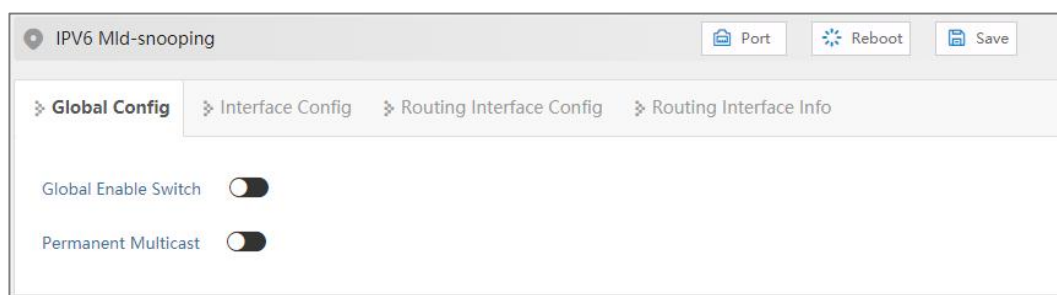 IPV6 Mld-snooping Port Reboot Save
Global Config Interface Config Routing Interface Config Routing Interface Info
Global Enable Switch
Permanent Multicast